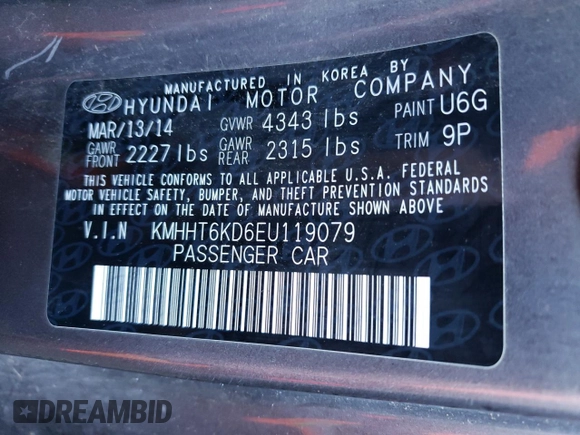 MANUFACTURED IN KOREA BY
HYUNDAI MOTOR COMPANY
MAR/13/14 GVWR 4343 lbs PAINT U6G
GAWR FRONT 2227 lbs GAWR REAR 2315 lbs TRIM 9P
THIS VEHICLE CONFORMS TO ALL APPLICABLE U.S.A. FEDERAL
MOTOR VEHICLE SAFETY, BUMPER, AND THEFT PREVENTION STANDARDS
IN EFFECT ON THE DATE OF MANUFACTURE SHOWN ABOVE
V.I.N KMHHT6KD6EU119079
PASSENGER CAR
DREAMBID